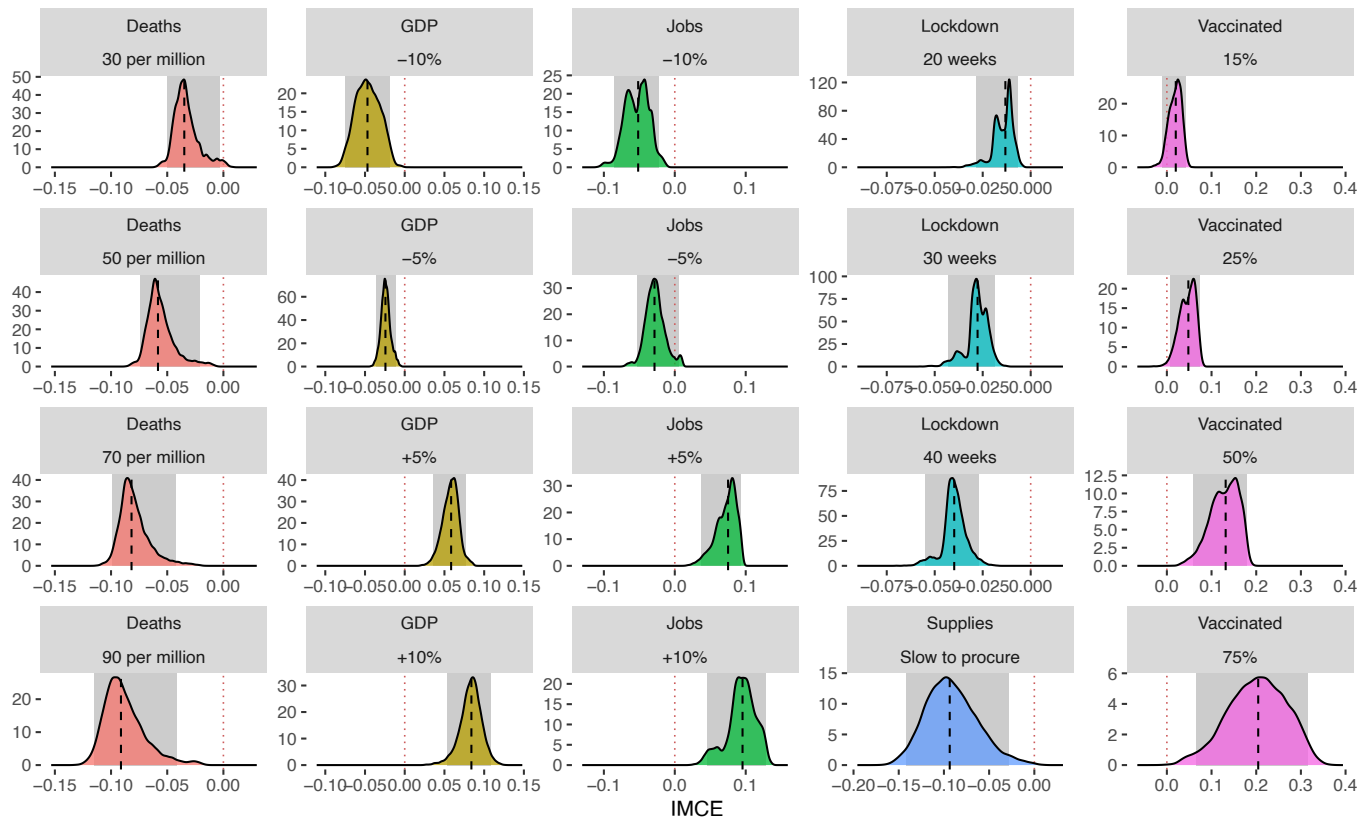 Deaths GDP Jobs Lockdown Vaccinated
30 per million −10% −10% 20 weeks 15%
50 40 30 20 10 0
20 15 10 5 0
25 20 15 10 5 0
120 80 40 0
20 10 0
−0.15 −0.10 −0.05 0.00
−0.10 −0.05 0.00 0.05 0.10 0.15
−0.1 0.0 0.1
−0.075 −0.050 −0.025 0.000
0.0 0.1 0.2 0.3 0.4
Deaths GDP Jobs Lockdown Vaccinated
50 per million −5% −5% 30 weeks 25%
40 30 20 10 0
60 40 20 0
30 20 10 0
100 75 50 25 0
20 15 10 5 0
−0.15 −0.10 −0.05 0.00
−0.10 −0.05 0.00 0.05 0.10 0.15
−0.1 0.0 0.1
−0.075 −0.050 −0.025 0.000
0.0 0.1 0.2 0.3 0.4
Deaths GDP Jobs Lockdown Vaccinated
70 per million +5% +5% 40 weeks 50%
40 30 20 10 0
40 30 20 10 0
30 20 10 0
75 50 25 0
12.5 10.0 7.5 5.0 2.5 0.0
−0.15 −0.10 −0.05 0.00
−0.10 −0.05 0.00 0.05 0.10 0.15
−0.1 0.0 0.1
−0.075 −0.050 −0.025 0.000
0.0 0.1 0.2 0.3 0.4
Deaths GDP Jobs Supplies Vaccinated
90 per million +10% +10% Slow to procure 75%
20 10 0
30 20 10 0
20 15 10 5 0
15 10 5 0
6 4 2 0
−0.15 −0.10 −0.05 0.00
−0.10 −0.05 0.00 0.05 0.10 0.15
−0.1 0.0 0.1
−0.20 −0.15 −0.10 −0.05 0.00
0.0 0.1 0.2 0.3 0.4
IMCE